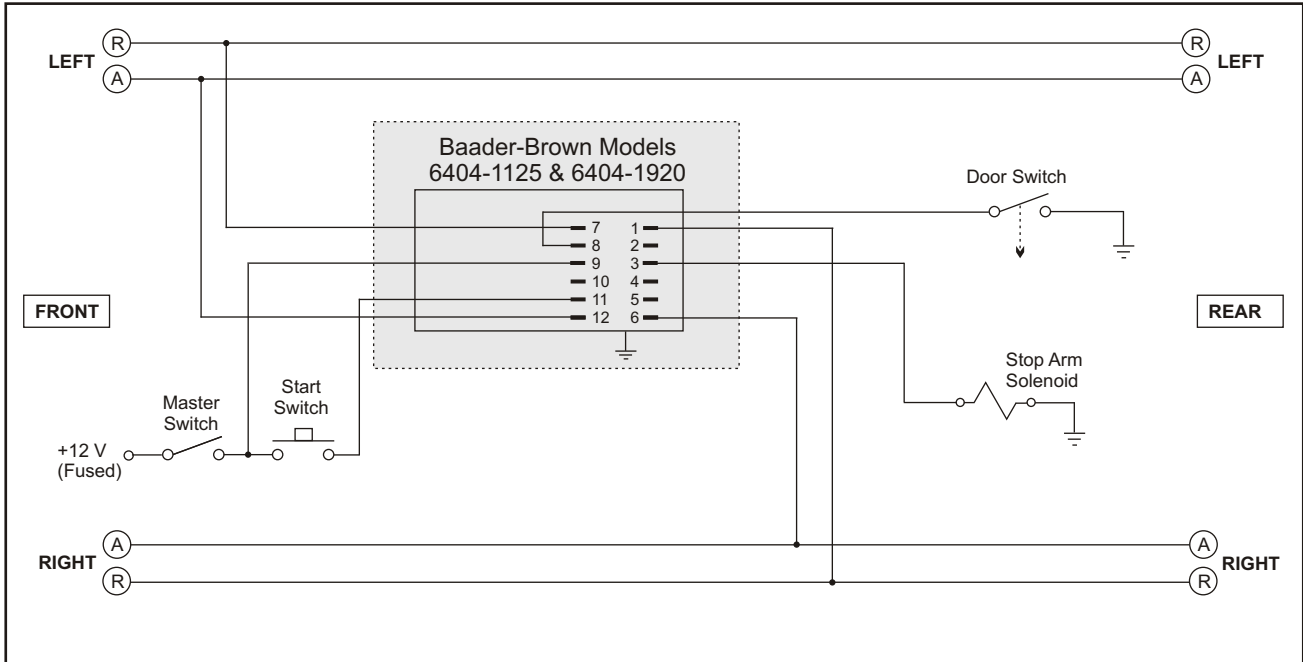 R
LEFT
A
R
LEFT
A
Baader-Brown Models
6404-1125 & 6404-1920
Door Switch
7 1
8 2
9 3
10 4
11 5
12 6
FRONT
REAR
Stop Arm
Solenoid
Start
Switch
Master
Switch
+12 V
(Fused)
A
RIGHT
R
A
RIGHT
R